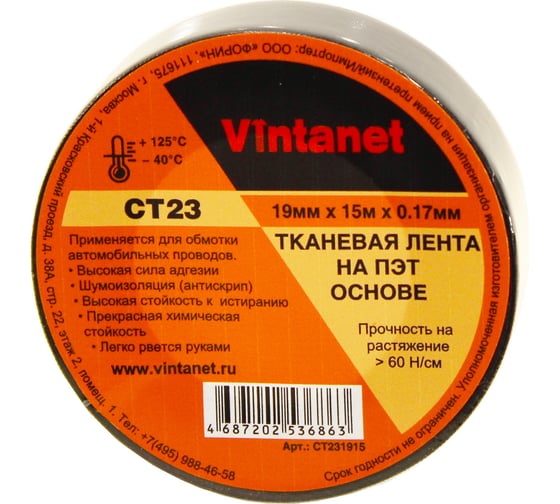 Vintanet
+ 125°C
– 40°C
CT23
19мм х 15м х 0.17мм
Применяется для обмотки
автомобильных проводов.
• Высокая сила адгезии
• Шумоизоляция (антискрип)
• Высокая стойкость к истиранию
• Прекрасная химическая
стойкость
• Легко рвется руками
www.vintanet.ru
ТКАНЕВАЯ ЛЕНТА
НА ПЭТ
ОСНОВЕ
Прочность на
растяжение
> 60 Н/см
4 687202 536863
Арт.: CT231915
Срок годности не ограничен. Уполномоченная изготовителем организация на прием претензий/Импортер: ООО «ФОРИН», 111675, г. Москва, 1-й Красковский проезд, д. 38А, стр. 22, этаж 2, помещ. 1. Тел: +7(495) 988-46-58